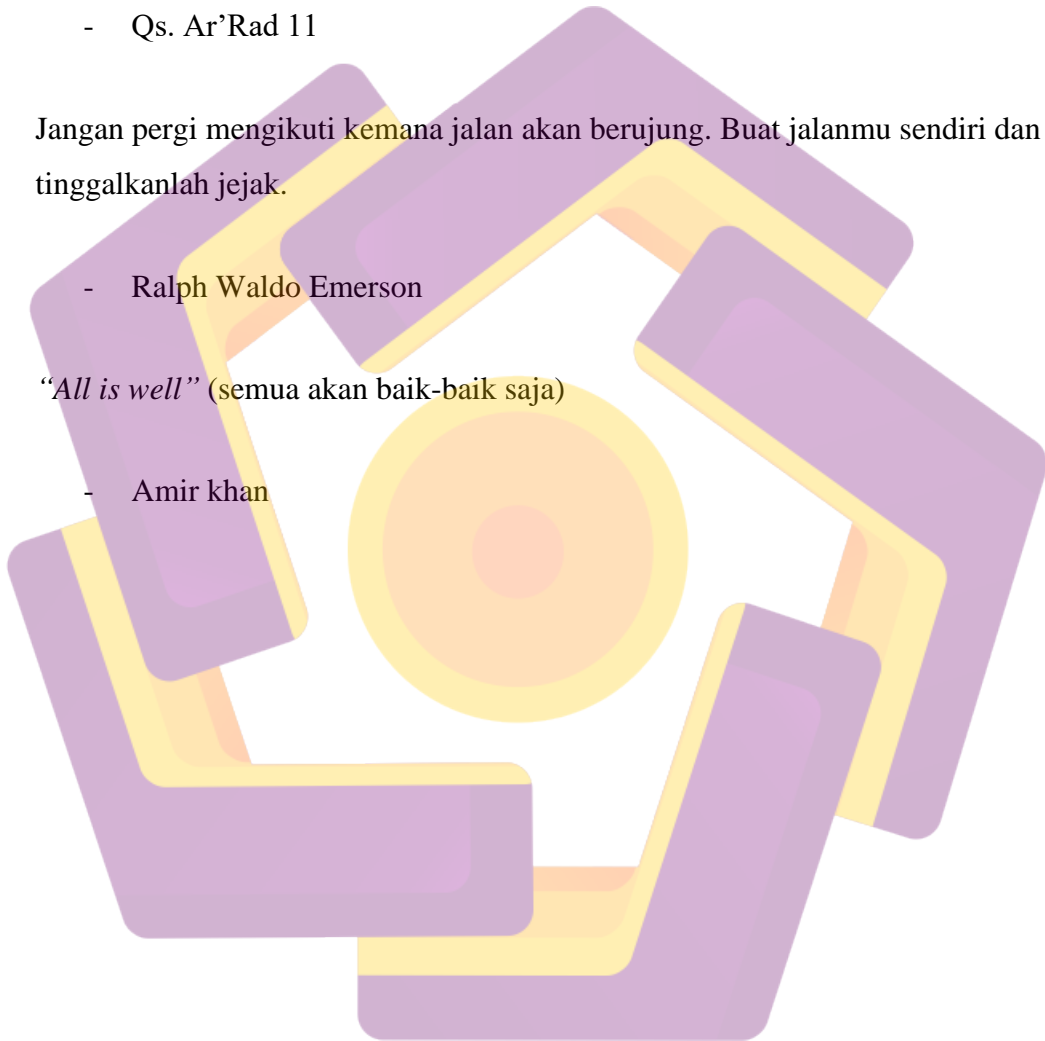 - Qs. Ar’Rad 11
Jangan pergi mengikuti kemana jalan akan berujung. Buat jalanmu sendiri dan
tinggalkanlah jejak.
- Ralph Waldo Emerson
“All is well” (semua akan baik-baik saja)
- Amir khan